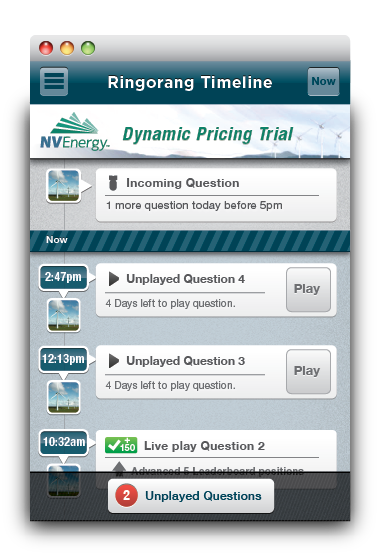 Ringorang Timeline
Now
NVEnergy
Dynamic Pricing Trial
Incoming Question
1 more question today before 5pm
Now
2:47pm
Unplayed Question 4
4 Days left to play question.
Play
12:13pm
Unplayed Question 3
4 Days left to play question.
Play
10:32am
+
150
Live play Question 2
Advanced 5 Leaderboard positions
2 Unplayed Questions